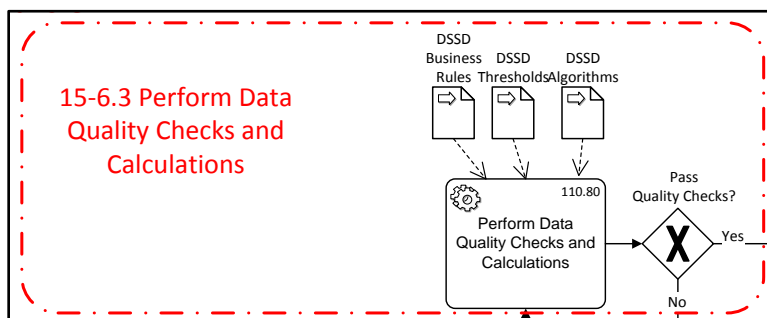 15-6.3 Perform Data
Quality Checks and
Calculations
DSSD
Business
Rules
DSSD
Thresholds
DSSD
Algorithms
110.80
Perform Data
Quality Checks and
Calculations
Pass
Quality Checks?
X
Yes
No